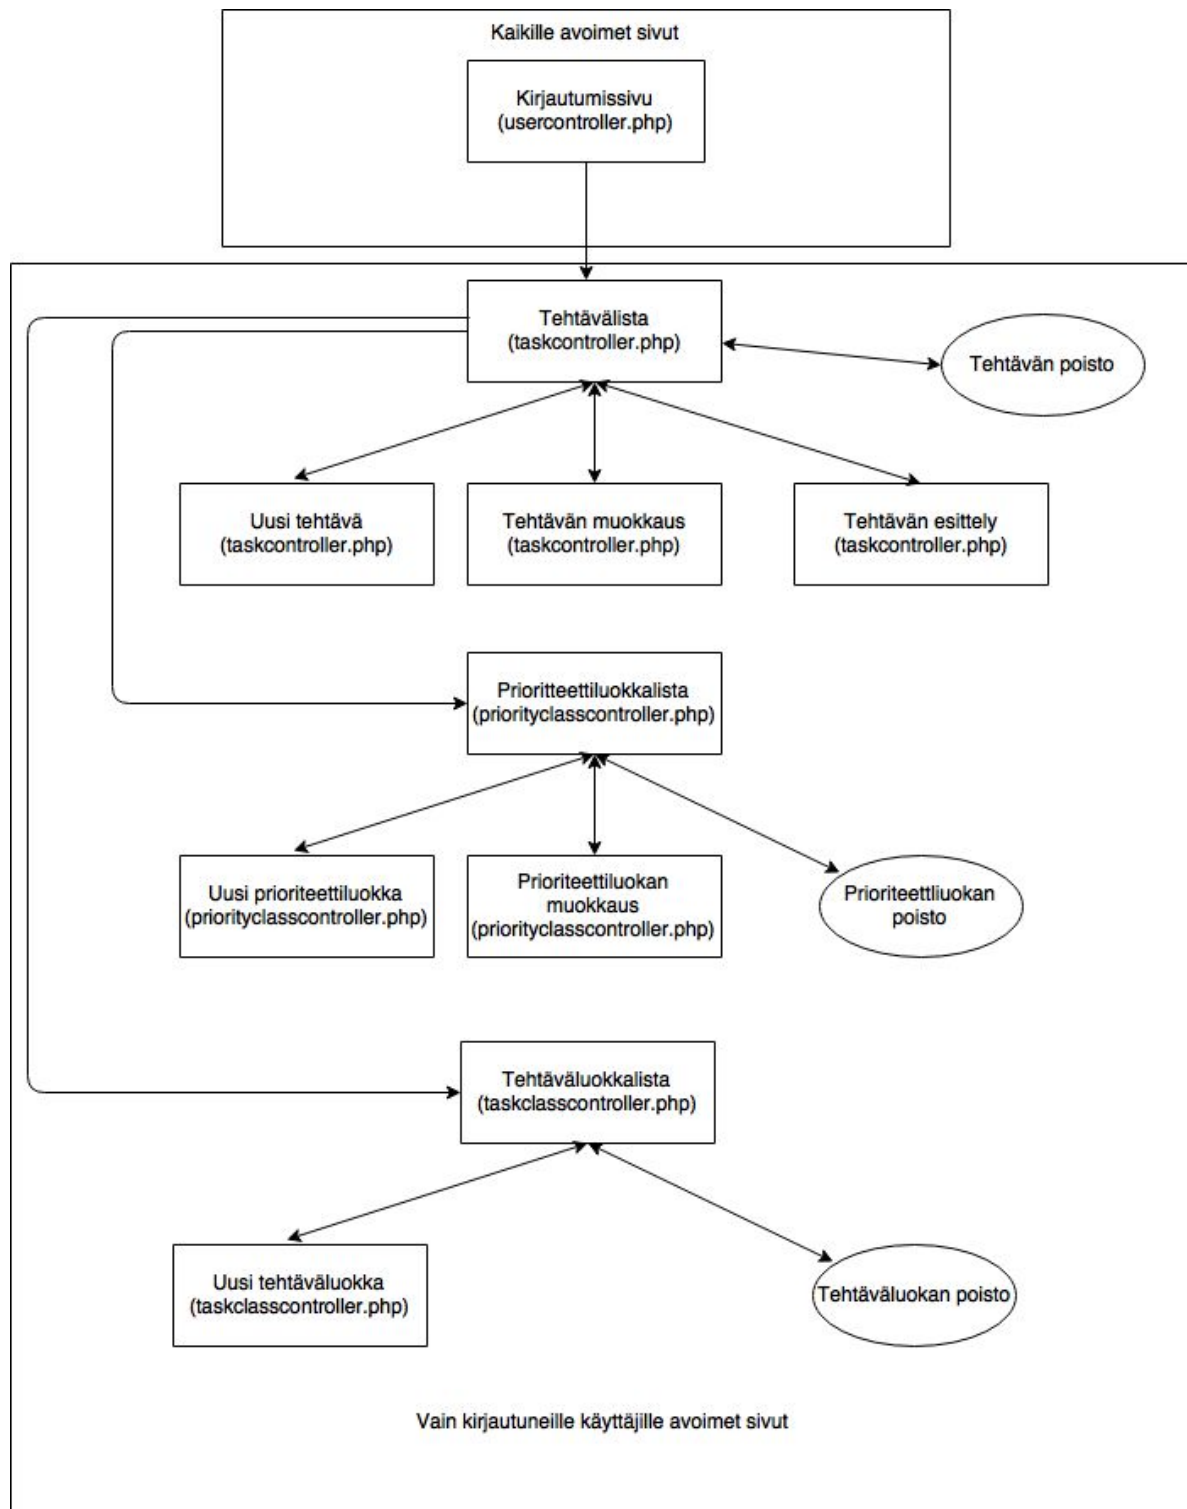 Kaikille avoimet sivut
Kirjautumissivu
(usercontroller.php)
Tehtävälista
(taskcontroller.php)
Tehtävän poisto
Uusi tehtävä
(taskcontroller.php)
Tehtävän muokkaus
(taskcontroller.php)
Tehtävän esittely
(taskcontroller.php)
Prioritteettiluokkalista
(priorityclasscontroller.php)
Uusi prioriteettiluokka
(priorityclasscontroller.php)
Prioriteettiluokan
muokkaus
(priorityclasscontroller.php)
Prioriteettliuokan
poisto
Tehtäväluokkalista
(taskclasscontroller.php)
Uusi tehtäväluokka
(taskclasscontroller.php)
Tehtäväluokan poisto
Vain kirjautuneille käyttäjille avoimet sivut